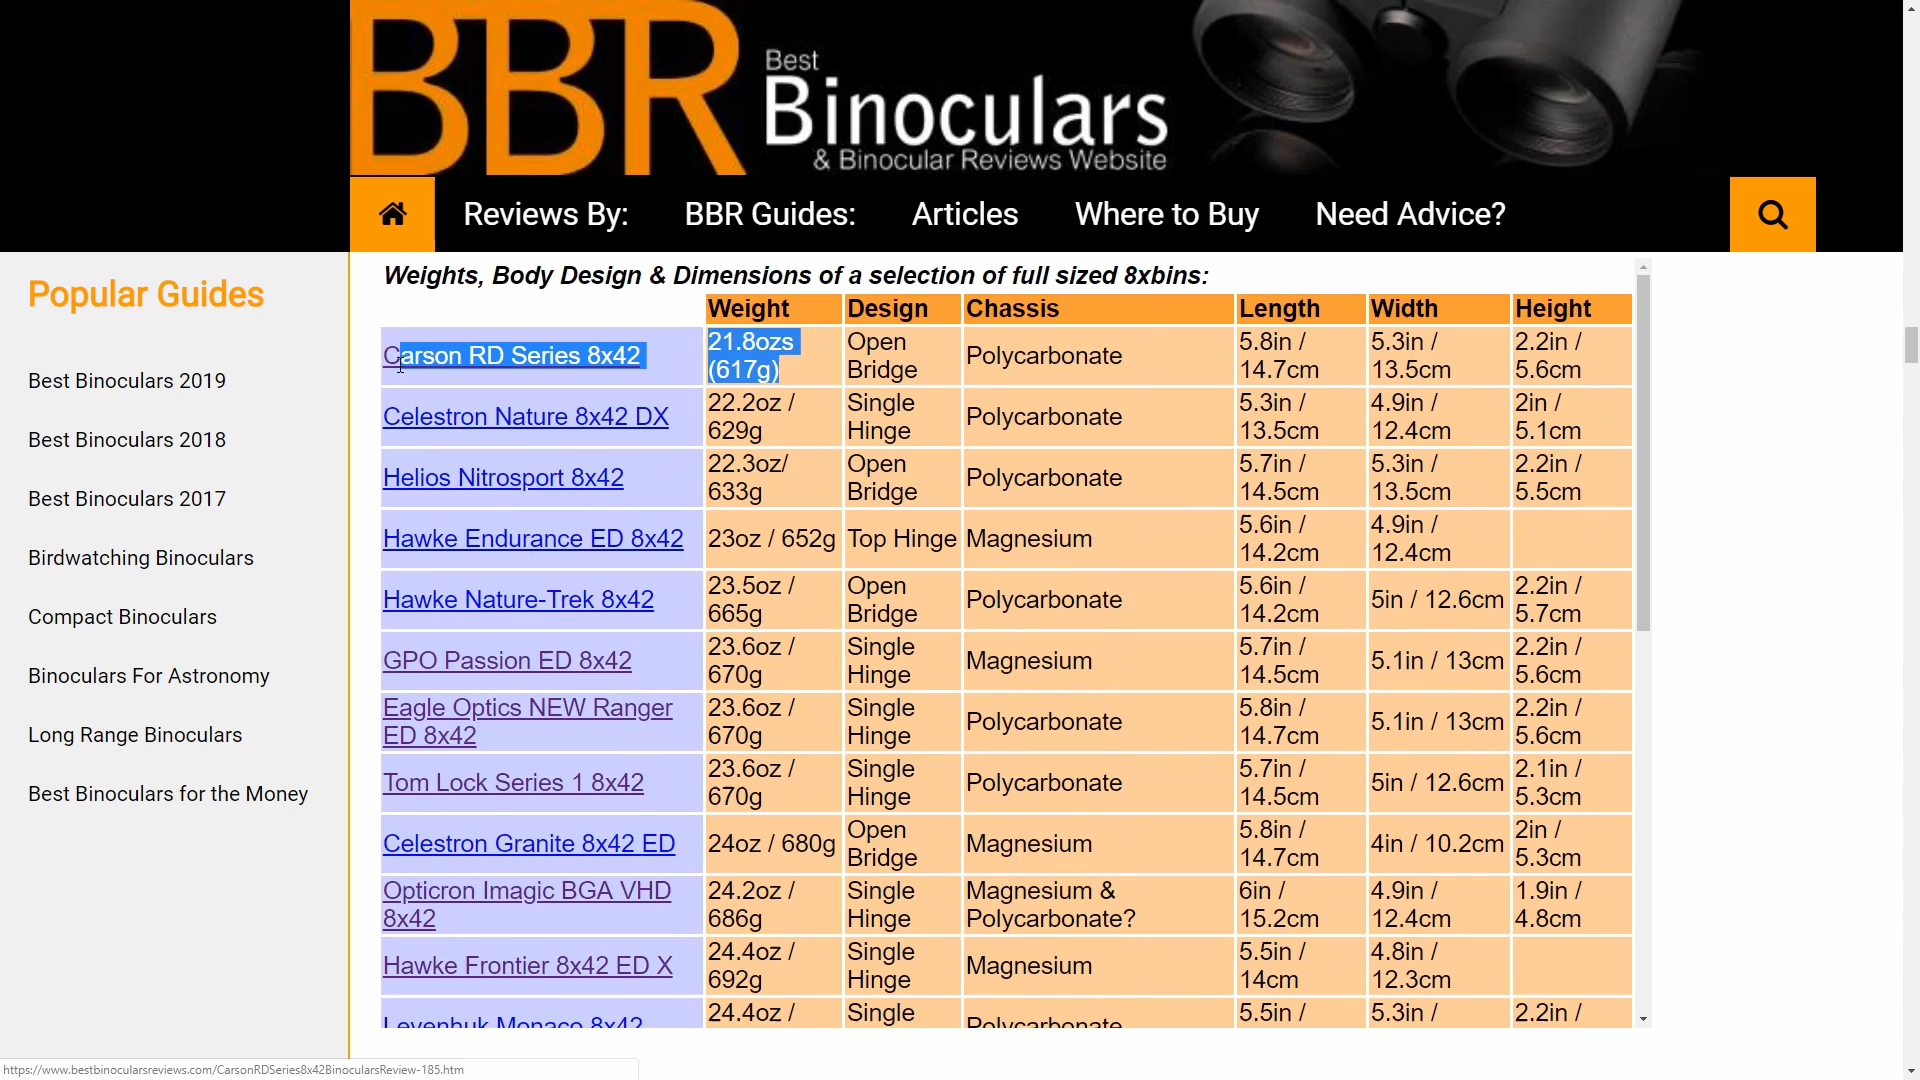 BBR
Best
Binoculars
& Binocular Reviews Website
Reviews By:
BBR Guides:
Articles
Where to Buy
Need Advice?
Popular Guides
Best Binoculars 2019
Best Binoculars 2018
Best Binoculars 2017
Birdwatching Binoculars
Compact Binoculars
Binoculars For Astronomy
Long Range Binoculars
Best Binoculars for the Money
Weights, Body Design & Dimensions of a selection of full sized 8xbins:
Weight Design Chassis Length Width Height
Carson RD Series 8x42
21.8ozs
(617g)
Open
Bridge
Polycarbonate
5.8in /
14.7cm
5.3in /
13.5cm
2.2in /
5.6cm
Celestron Nature 8x42 DX
22.2oz /
629g
Single
Hinge
Polycarbonate
5.3in /
13.5cm
4.9in /
12.4cm
2in /
5.1cm
Helios Nitrosport 8x42
22.3oz/
633g
Open
Bridge
Polycarbonate
5.7in /
14.5cm
5.3in /
13.5cm
2.2in /
5.5cm
Hawke Endurance ED 8x42
23oz / 652g
Top Hinge
Magnesium
5.6in /
14.2cm
4.9in /
12.4cm
Hawke Nature-Trek 8x42
23.5oz /
665g
Open
Bridge
Polycarbonate
5.6in /
14.2cm
5in / 12.6cm
2.2in /
5.7cm
GPO Passion ED 8x42
23.6oz /
670g
Single
Hinge
Magnesium
5.7in /
14.5cm
5.1in / 13cm
2.2in /
5.6cm
Eagle Optics NEW Ranger
ED 8x42
23.6oz /
670g
Single
Hinge
Polycarbonate
5.8in /
14.7cm
5.1in / 13cm
2.2in /
5.6cm
Tom Lock Series 1 8x42
23.6oz /
670g
Single
Hinge
Polycarbonate
5.7in /
14.5cm
5in / 12.6cm
2.1in /
5.3cm
Celestron Granite 8x42 ED
24oz / 680g
Open
Bridge
Magnesium
5.8in /
14.7cm
4in / 10.2cm
2in /
5.3cm
Opticron Imagic BGA VHD
8x42
24.2oz /
686g
Single
Hinge
Magnesium &
Polycarbonate?
6in /
15.2cm
4.9in /
12.4cm
1.9in /
4.8cm
Hawke Frontier 8x42 ED X
24.4oz /
692g
Single
Hinge
Magnesium
5.5in /
14cm
4.8in /
12.3cm
Levenhuk Monaco 8x42
24.4oz /
Single
Polycarbonate
5.5in /
5.3in /
2.2in /
https://www.bestbinocularsreviews.com/CarsonRDSeries8x42BinocularsReview-185.htm